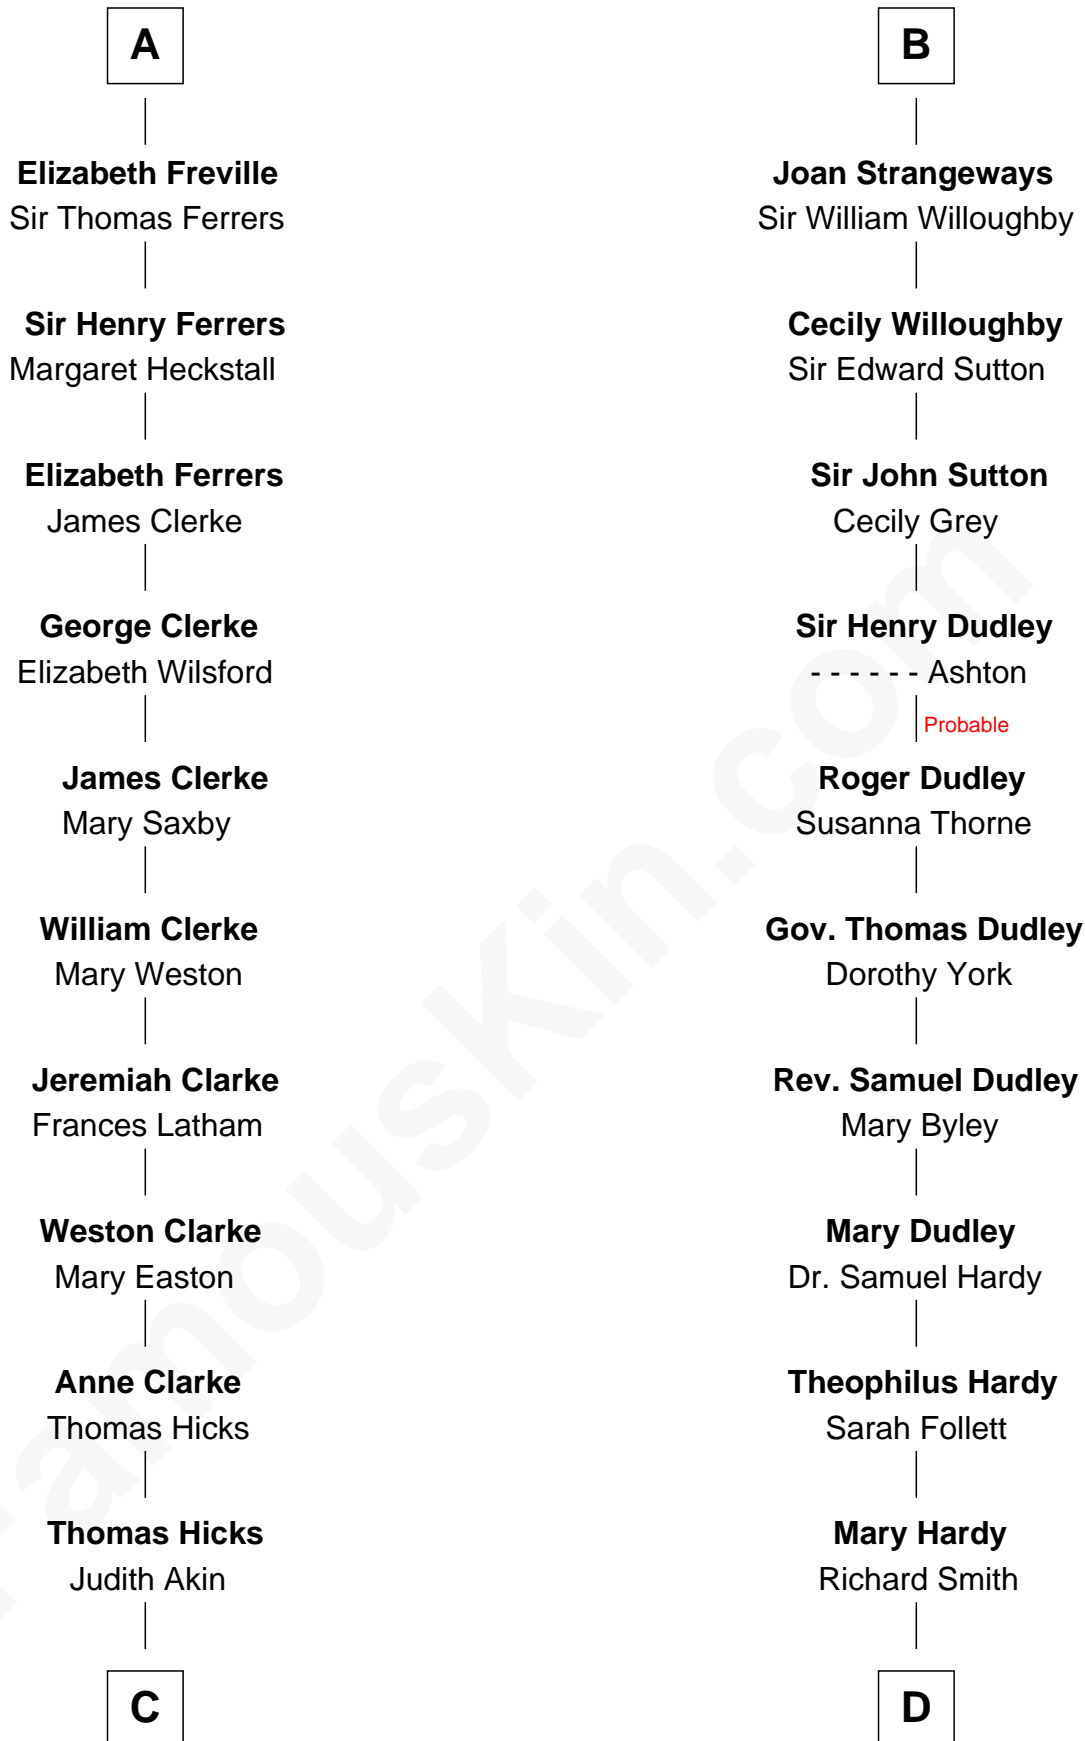 A
Elizabeth Freville
Sir Thomas Ferrers
Sir Henry Ferrers
Margaret Heckstall
Elizabeth Ferrers
James Clerke
George Clerke
Elizabeth Wilsford
James Clerke
Mary Saxby
William Clerke
Mary Weston
Jeremiah Clarke
Frances Latham
Weston Clarke
Mary Easton
Anne Clarke
Thomas Hicks
Thomas Hicks
Judith Akin
C
B
Joan Strangeways
Sir William Willoughby
Cecily Willoughby
Sir Edward Sutton
Sir John Sutton
Cecily Grey
Sir Henry Dudley
- - - - - - Ashton
Probable
Roger Dudley
Susanna Thorne
Gov. Thomas Dudley
Dorothy York
Rev. Samuel Dudley
Mary Byley
Mary Dudley
Dr. Samuel Hardy
Theophilus Hardy
Sarah Follett
Mary Hardy
Richard Smith
D
FamousKin.com